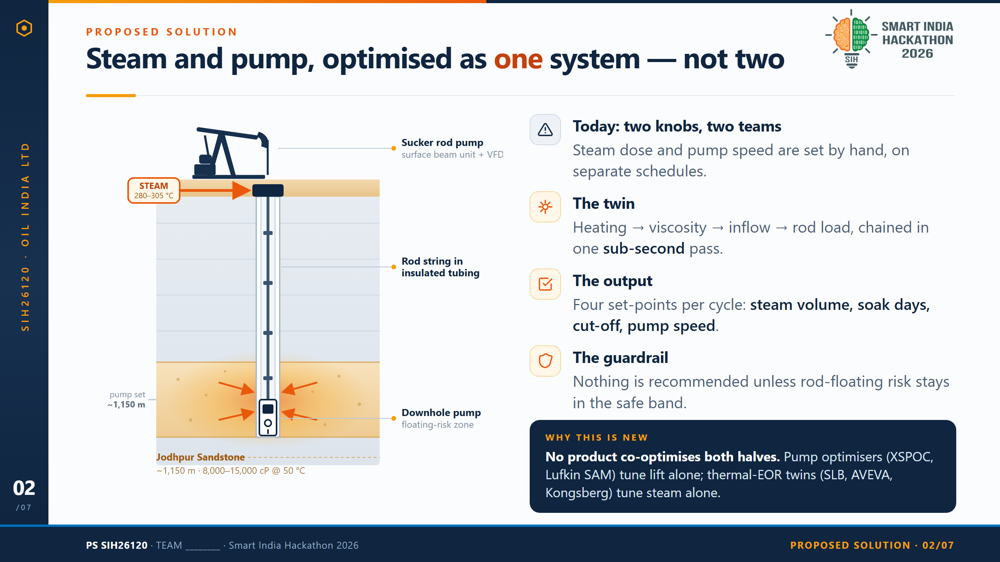 PROPOSED SOLUTION
Steam and pump, optimised as one system — not two
SMART INDIA
HACKATHON
2026
SIH
SIH26120 · OIL INDIA LTD
02
/07
STEAM
280–305 °C
Sucker rod pump
surface beam unit + VFD
Rod string in
insulated tubing
pump set
~1,150 m
Downhole pump
floating-risk zone
Jodhpur Sandstone
~1,150 m · 8,000–15,000 cP @ 50 °C
Today: two knobs, two teams
Steam dose and pump speed are set by hand, on
separate schedules.
The twin
Heating → viscosity → inflow → rod load, chained in
one sub-second pass.
The output
Four set-points per cycle: steam volume, soak days,
cut-off, pump speed.
The guardrail
Nothing is recommended unless rod-floating risk stays
in the safe band.
WHY THIS IS NEW
No product co-optimises both halves. Pump optimisers (XSPOC,
Lufkin SAM) tune lift alone; thermal-EOR twins (SLB, AVEVA,
Kongsberg) tune steam alone.
PS SIH26120 · TEAM ________ · Smart India Hackathon 2026
PROPOSED SOLUTION · 02/07